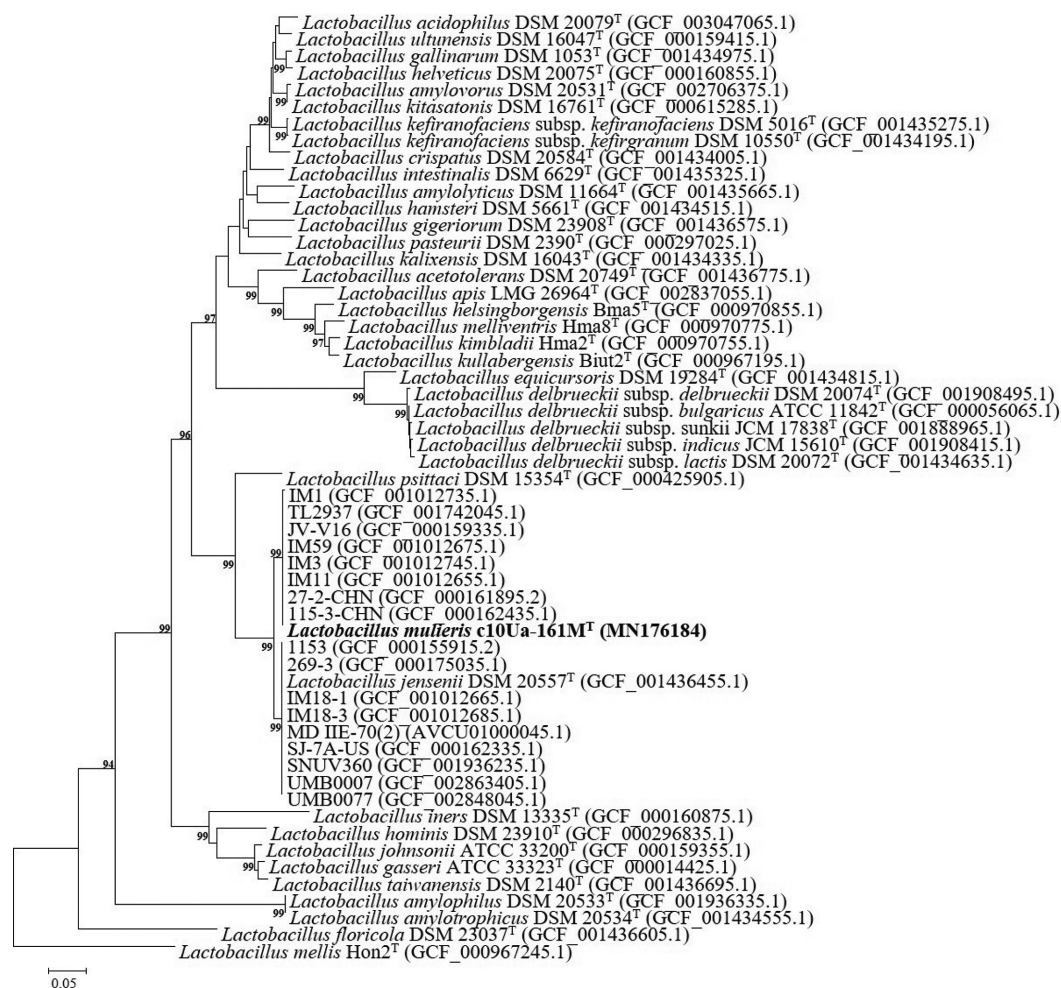 Lactobacillus acidophilus DSM 20079ᵀ (GCF_003047065.1)
Lactobacillus ultunensis DSM 16047ᵀ (GCF_000159415.1)
Lactobacillus gallinarum DSM 1053ᵀ (GCF_001434975.1)
99 Lactobacillus helveticus DSM 20075ᵀ (GCF_000160855.1)
Lactobacillus amylovorus DSM 20531ᵀ (GCF_002706375.1)
99 Lactobacillus kitasatonis DSM 16761ᵀ (GCF_000615285.1)
99 Lactobacillus kefiranofaciens subsp. kefiranofaciens DSM 5016ᵀ (GCF_001435275.1)
99 Lactobacillus kefiranofaciens subsp. kefirgranum DSM 10550ᵀ (GCF_001434195.1)
Lactobacillus crispatus DSM 20584ᵀ (GCF_001434005.1)
Lactobacillus intestinalis DSM 6629ᵀ (GCF_001435325.1)
Lactobacillus amylolyticus DSM 11664ᵀ (GCF_001435665.1)
Lactobacillus hamsteri DSM 5661ᵀ (GCF_001434515.1)
Lactobacillus gigeriorum DSM 23908ᵀ (GCF_001436575.1)
Lactobacillus pasteurii DSM 2390ᵀ (GCF_000297025.1)
Lactobacillus kalixensis DSM 16043ᵀ (GCF_001434335.1)
Lactobacillus acetotolerans DSM 20749ᵀ (GCF_001436775.1)
99 Lactobacillus apis LMG 26964ᵀ (GCF_002837055.1)
99 Lactobacillus helsingborgensis Bma5ᵀ (GCF_000970855.1)
97 99 Lactobacillus melliventris Hma8ᵀ (GCF_000970775.1)
97 Lactobacillus kimbladii Hma2ᵀ (GCF_000970755.1)
Lactobacillus kullabergensis Biut2ᵀ (GCF_000967195.1)
Lactobacillus equicursoris DSM 19284ᵀ (GCF_001434815.1)
99 Lactobacillus delbrueckii subsp. delbrueckii DSM 20074ᵀ (GCF_001908495.1)
99 Lactobacillus delbrueckii subsp. bulgaricus ATCC 11842ᵀ (GCF_000056065.1)
96 Lactobacillus delbrueckii subsp. sunkii JCM 17838ᵀ (GCF_001888965.1)
Lactobacillus delbrueckii subsp. indicus JCM 15610ᵀ (GCF_001908415.1)
Lactobacillus delbrueckii subsp. lactis DSM 20072ᵀ (GCF_001434635.1)
Lactobacillus psittaci DSM 15354ᵀ (GCF_000425905.1)
IM1 (GCF_001012735.1)
TL2937 (GCF_001742045.1)
JV-V16 (GCF_000159335.1)
99 IM59 (GCF_001012675.1)
99 IM3 (GCF_001012745.1)
IM11 (GCF_001012655.1)
27-2-CHN (GCF_000161895.2)
115-3-CHN (GCF_000162435.1)
99 Lactobacillus mulieris c10Ua-161Mᵀ (MN176184)
99 1153 (GCF_000155915.2)
269-3 (GCF_000175035.1)
Lactobacillus jensenii DSM 20557ᵀ (GCF_001436455.1)
IM18-1 (GCF_001012665.1)
IM18-3 (GCF_001012685.1)
99 MD IIE-70(2) (AVCU01000045.1)
SJ-7A-US (GCF_000162335.1)
94 SNUV360 (GCF_001936235.1)
UMB0007 (GCF_002863405.1)
UMB0077 (GCF_002848045.1)
Lactobacillus iners DSM 13335ᵀ (GCF_000160875.1)
99 Lactobacillus hominis DSM 23910ᵀ (GCF_000296835.1)
Lactobacillus johnsonii ATCC 33200ᵀ (GCF_000159355.1)
99 Lactobacillus gasseri ATCC 33323ᵀ (GCF_000014425.1)
Lactobacillus taiwanensis DSM 2140ᵀ (GCF_001436695.1)
Lactobacillus amylophilus DSM 20533ᵀ (GCF_001936335.1)
99 Lactobacillus amylotrophicus DSM 20534ᵀ (GCF_001434555.1)
Lactobacillus floricola DSM 23037ᵀ (GCF_001436605.1)
Lactobacillus mellis Hon2ᵀ (GCF_000967245.1)
0.05